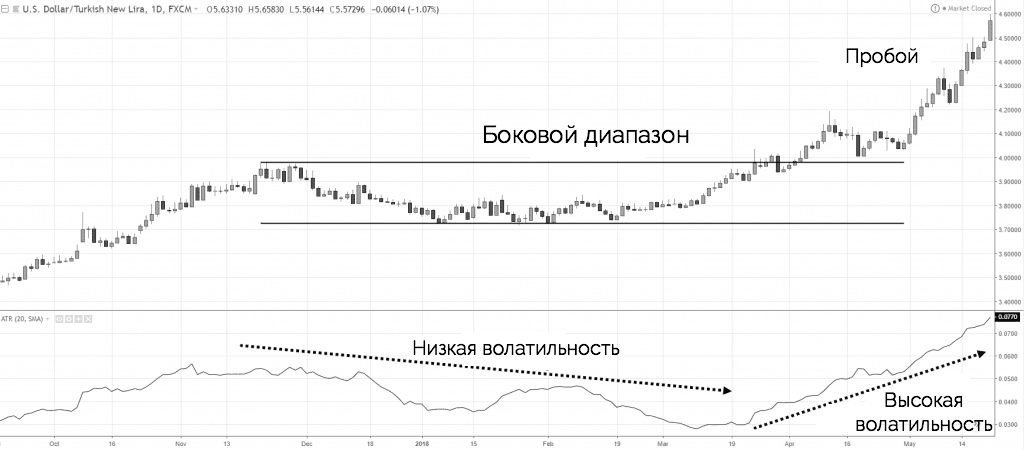 U.S. Dollar/Turkish New Lira, 1D, FXCM O5.63310 H5.65830 L5.56144 C5.57296 −0.06014 (−1.07%)
Market Closed
4.60000
Пробой
4.50000
4.40000
4.30000
4.20000
Боковой диапазон
4.10000
4.00000
3.90000
3.80000
3.70000
3.60000
3.50000
3.40000
ATR (20, SMA)
0.0770
0.0700
Низкая волатильность
0.0600
0.0500
0.0400
Высокая
волатильность
0.0300
Oct 16 Nov 13 Dec 18 2018 15 Feb 19 Mar 19 Apr 16 May 14